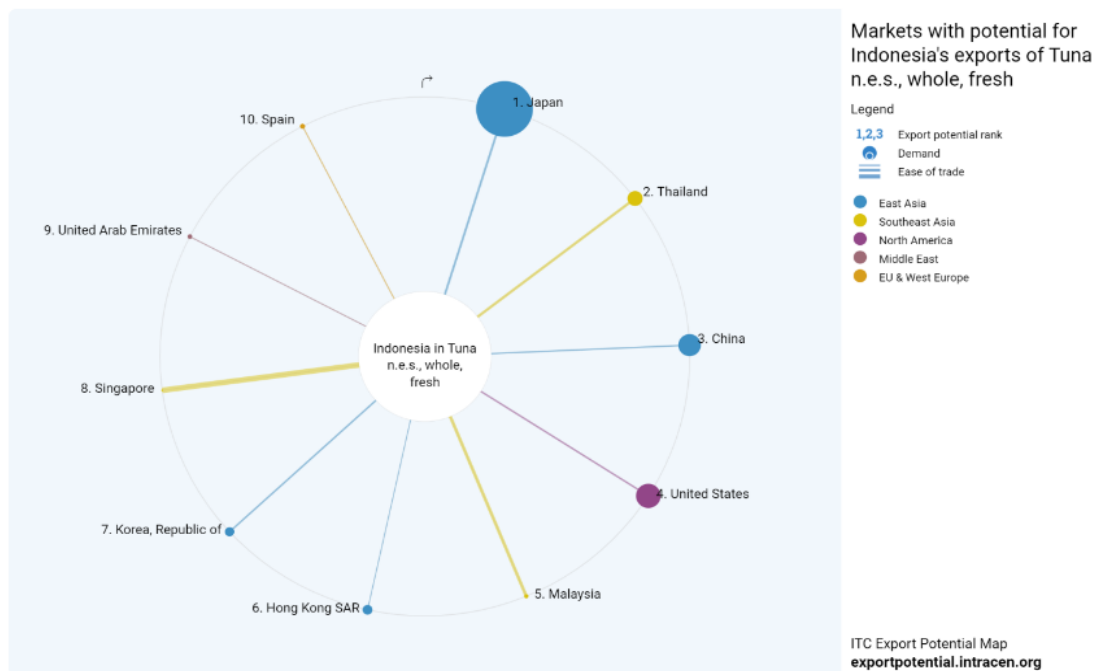 Markets with potential for
Indonesia's exports of Tuna
n.e.s., whole, fresh
Legend
1,2,3 Export potential rank
Demand
Ease of trade
East Asia
Southeast Asia
North America
Middle East
EU & West Europe
1. Japan
2. Thailand
3. China
4. United States
5. Malaysia
6. Hong Kong SAR
7. Korea, Republic of
8. Singapore
9. United Arab Emirates
10. Spain
Indonesia in Tuna
n.e.s., whole,
fresh
ITC Export Potential Map
exportpotential.intracen.org